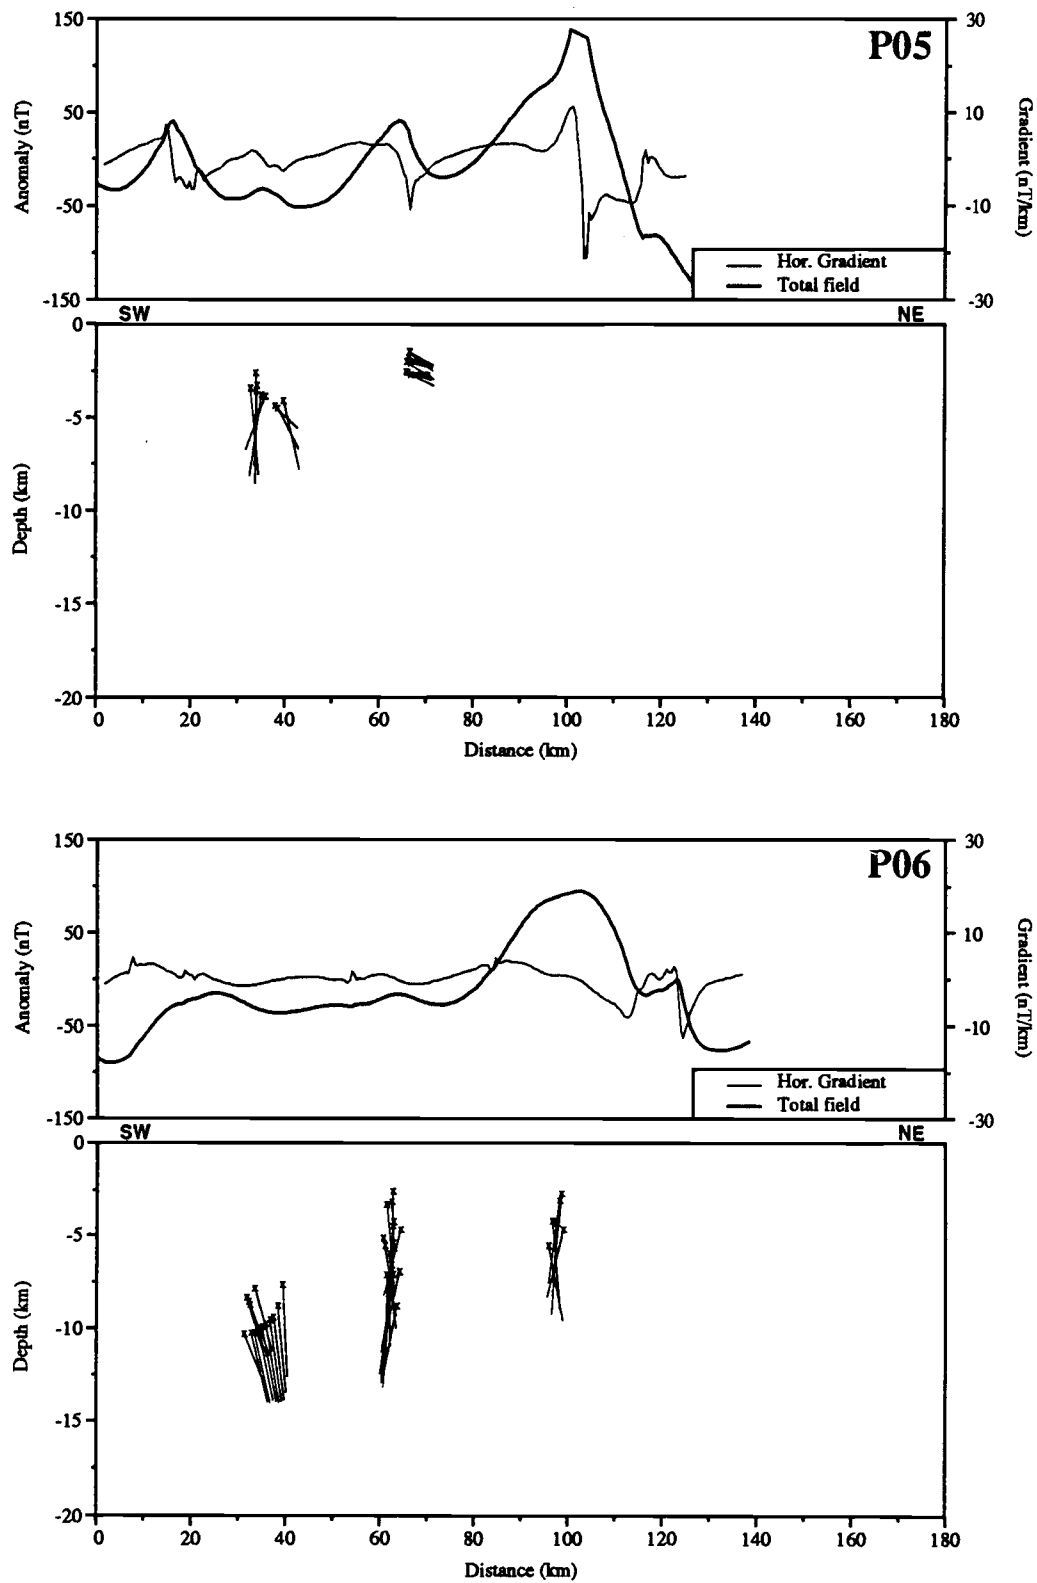 P05
150
50
-50
-150
Anomaly (nT)
30
10
-10
-30
Gradient (nT/km)
Hor. Gradient
Total field
SW NE
0
-5
-10
-15
-20
Depth (km)
0 20 40 60 80 100 120 140 160 180
Distance (km)
P06
150
50
-50
-150
Anomaly (nT)
30
10
-10
-30
Gradient (nT/km)
Hor. Gradient
Total field
SW NE
0
-5
-10
-15
-20
Depth (km)
0 20 40 60 80 100 120 140 160 180
Distance (km)